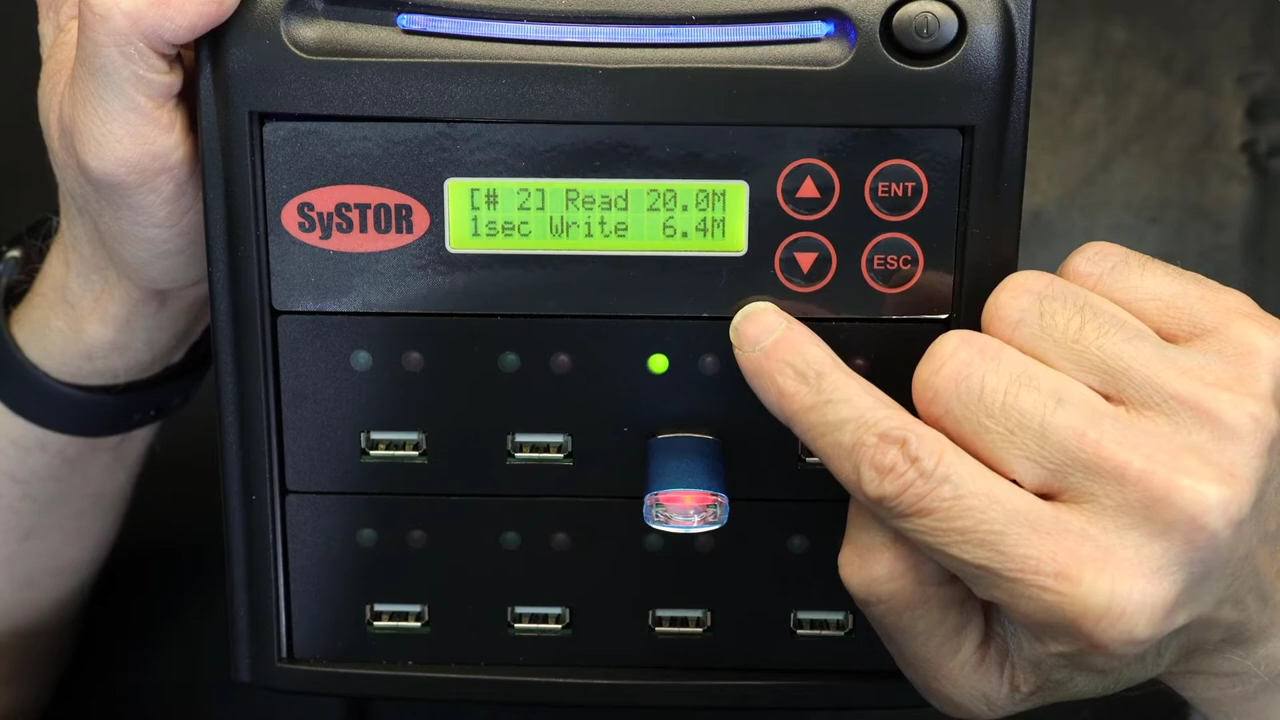 SySTOR
[# 2] Read 20.0M
1sec Write  6.4M
ENT
ESC